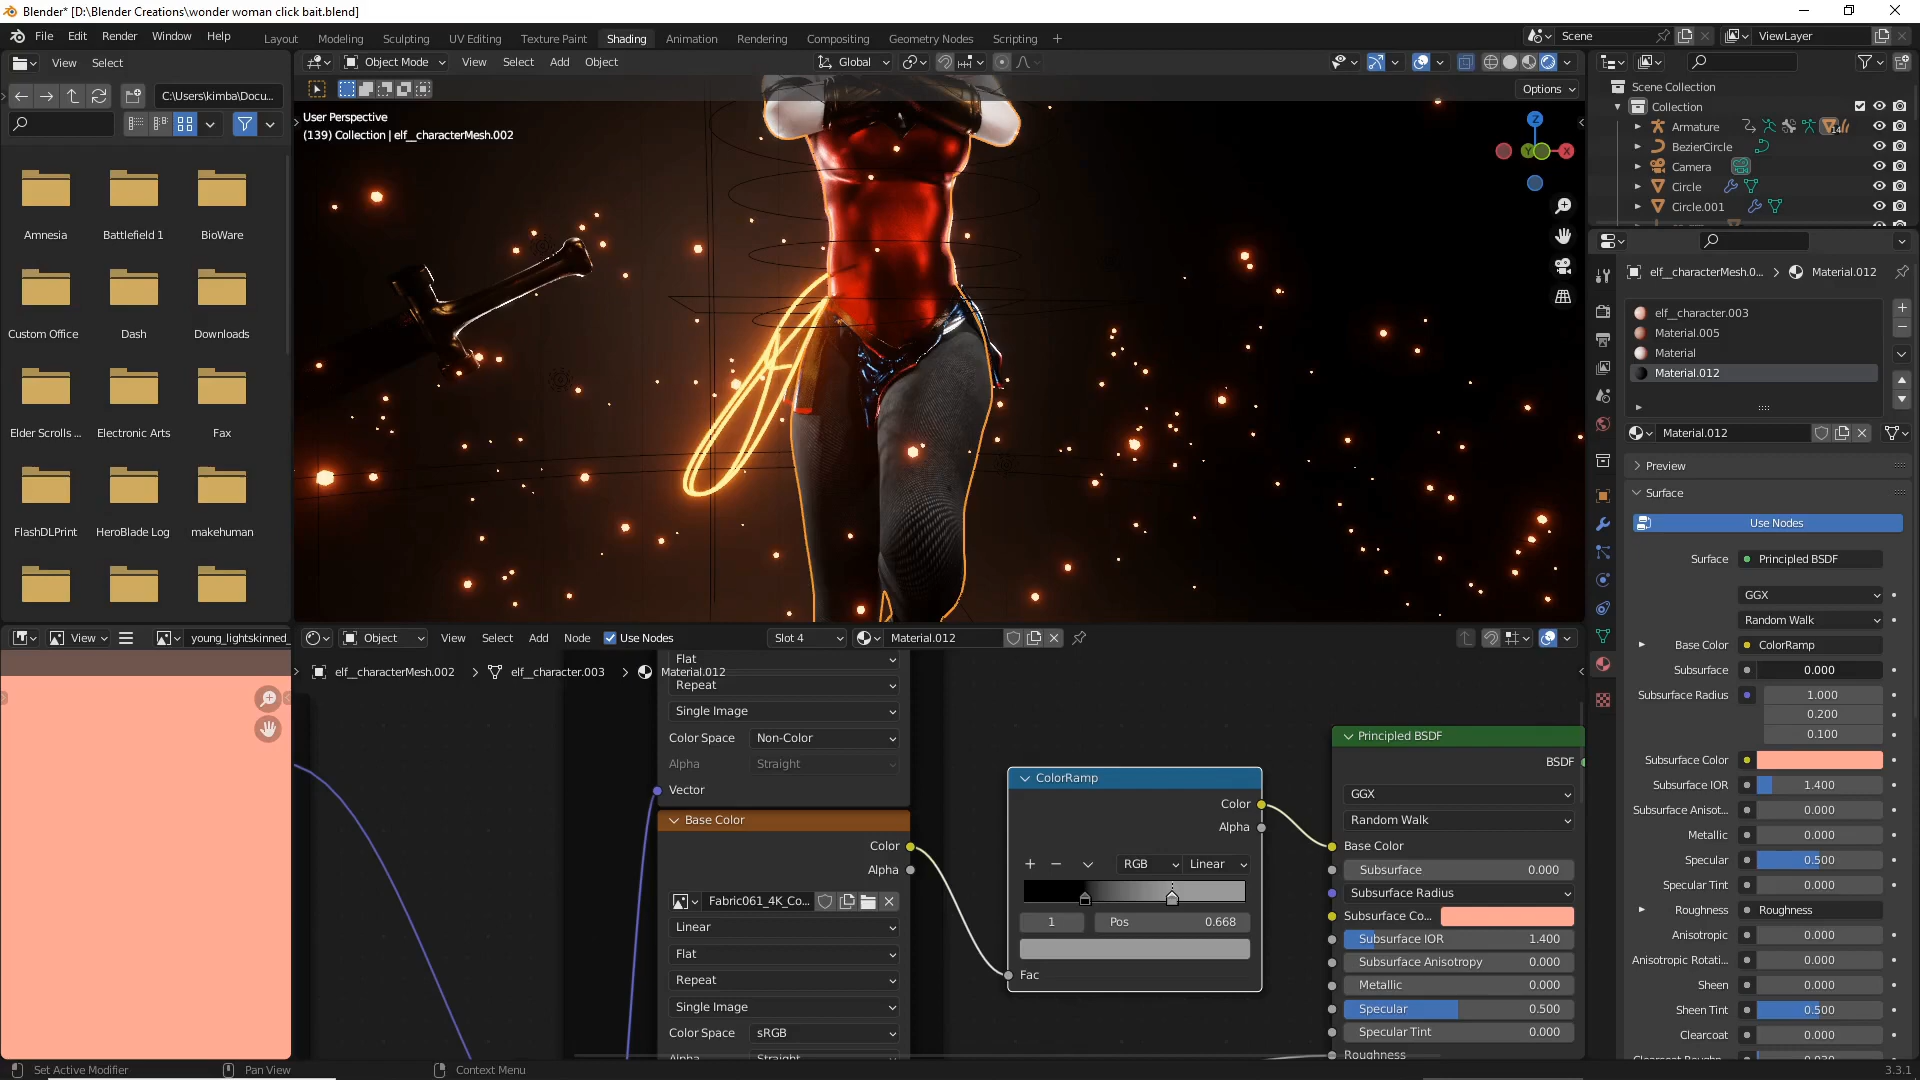 Blender* [D:\Blender Creations\wonder woman click bait.blend]
File Edit Render Window Help
Layout Modeling Sculpting UV Editing Texture Paint Shading Animation Rendering Compositing Geometry Nodes Scripting
Scene
ViewLayer
View Select
Object Mode View Select Add Object
Global
C:\Users\kimba\Docu...
Options
User Perspective
(139) Collection | elf__characterMesh.002
Z
Y
X
Amnesia
Battlefield 1
BioWare
Custom Office
Dash
Downloads
Elder Scrolls ...
Electronic Arts
Fax
FlashDLPrint
HeroBlade Log
makehuman
Scene Collection
Collection
Armature
14
BezierCircle
Camera
Circle
Circle.001
elf__characterMesh.0...
Material.012
elf__character.003
Material.005
Material
Material.012
Material.012
Preview
Surface
Use Nodes
Surface Principled BSDF
GGX
Random Walk
Base Color ColorRamp
Subsurface 0.000
Subsurface Radius 1.000
0.200
0.100
Subsurface Color
Subsurface IOR 1.400
Subsurface Anisot... 0.000
Metallic 0.000
Specular 0.500
Specular Tint 0.000
Roughness Roughness
Anisotropic 0.000
Anisotropic Rotati... 0.000
Sheen 0.000
Sheen Tint 0.500
Clearcoat 0.000
Clearcoat Roughn... 0.030
View
young_lightskinned_
Object View Select Add Node Use Nodes
Slot 4
Material.012
elf__characterMesh.002
elf__character.003
Material.012
Flat
Repeat
Single Image
Color Space Non-Color
Alpha Straight
Vector
Base Color
Color
Alpha
Fabric061_4K_Co...
Linear
Flat
Repeat
Single Image
Color Space sRGB
Alpha Straight
ColorRamp
Color
Alpha
RGB Linear
1 Pos 0.668
Fac
Principled BSDF
BSDF
GGX
Random Walk
Base Color
Subsurface 0.000
Subsurface Radius
Subsurface Co...
Subsurface IOR 1.400
Subsurface Anisotropy 0.000
Metallic 0.000
Specular 0.500
Specular Tint 0.000
Roughness
Set Active Modifier
Pan View
Context Menu
3.3.1